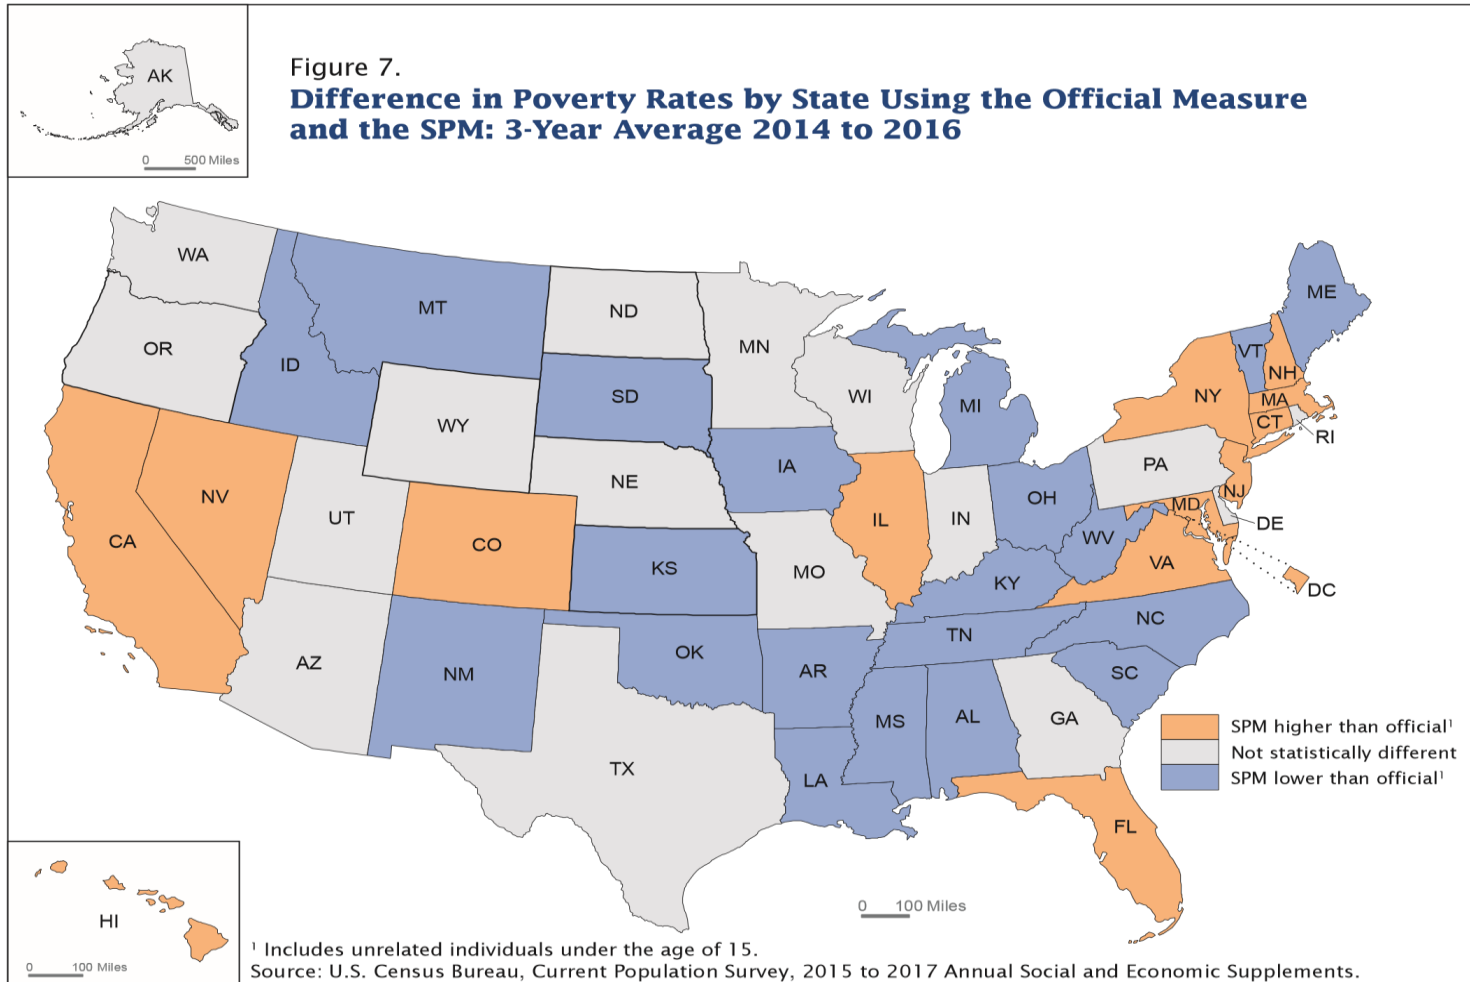 Figure 7.
Difference in Poverty Rates by State Using the Official Measure
and the SPM: 3-Year Average 2014 to 2016
AK
0 500 Miles
WA
MT
ND
MN
OR
ID
SD
WI
MI
ME
VT
NH
NY
MA
CT
RI
WY
IA
NE
PA
NJ
NV
UT
CO
IL
IN
OH
MD
DE
CA
KS
MO
WV
VA
KY
DC
AZ
NM
OK
AR
TN
NC
SC
MS
AL
GA
TX
LA
FL
SPM higher than official¹
Not statistically different
SPM lower than official¹
HI
0 100 Miles
0 100 Miles
¹ Includes unrelated individuals under the age of 15.
Source: U.S. Census Bureau, Current Population Survey, 2015 to 2017 Annual Social and Economic Supplements.